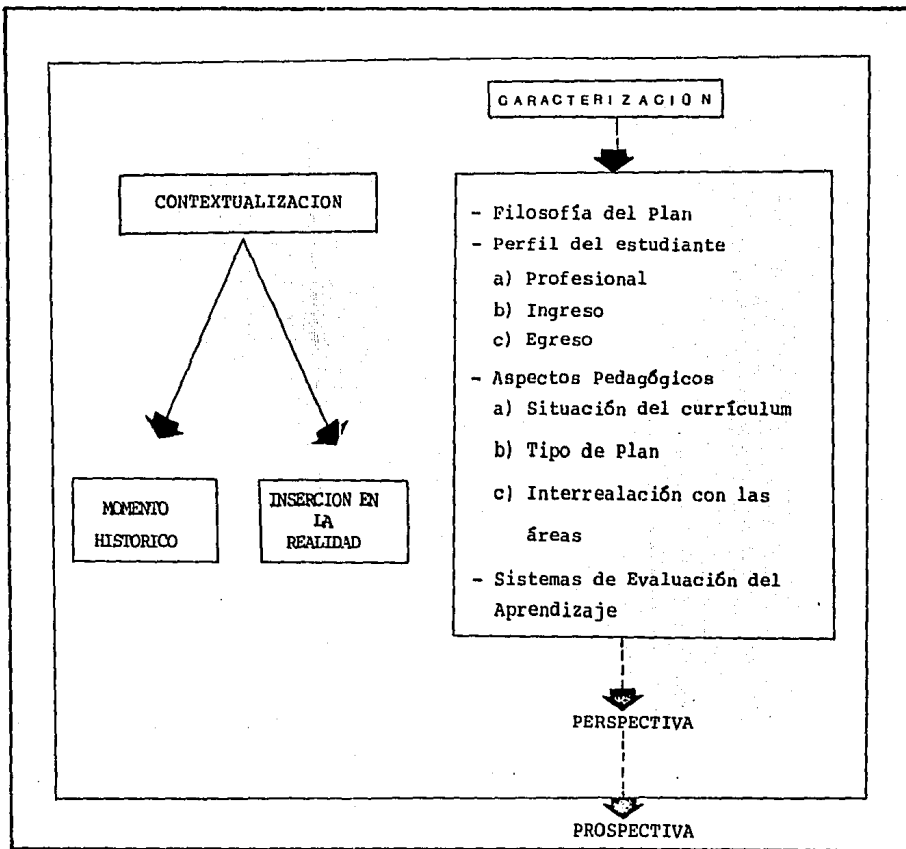 CARACTERIZACIÓN
CONTEXTUALIZACION
MOMENTO
HISTORICO
INSERCION EN
LA
REALIDAD
- Filosofía del Plan
- Perfil del estudiante
a) Profesional
b) Ingreso
c) Egreso
- Aspectos Pedagógicos
a) Situación del currículum
b) Tipo de Plan
c) Interrealación con las
áreas
- Sistemas de Evaluación del
Aprendizaje
PERSPECTIVA
PROSPECTIVA